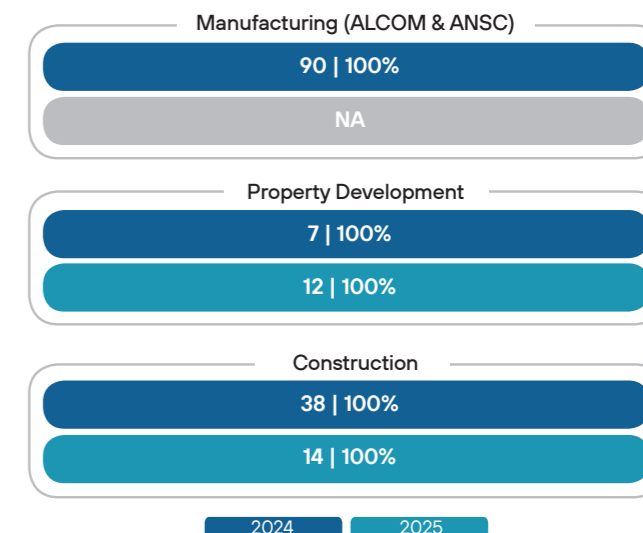 Manufacturing (ALCOM & ANSC)
90 | 100%
NA
Property Development
7 | 100%
12 | 100%
Construction
38 | 100%
14 | 100%
2024 2025